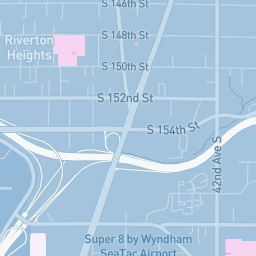 S 146th St
S 148th St
Riverton
Heights
S 150th St
S 152nd St
S 154th St
42nd Ave S
Super 8 by Wyndham
SeaTac Airport